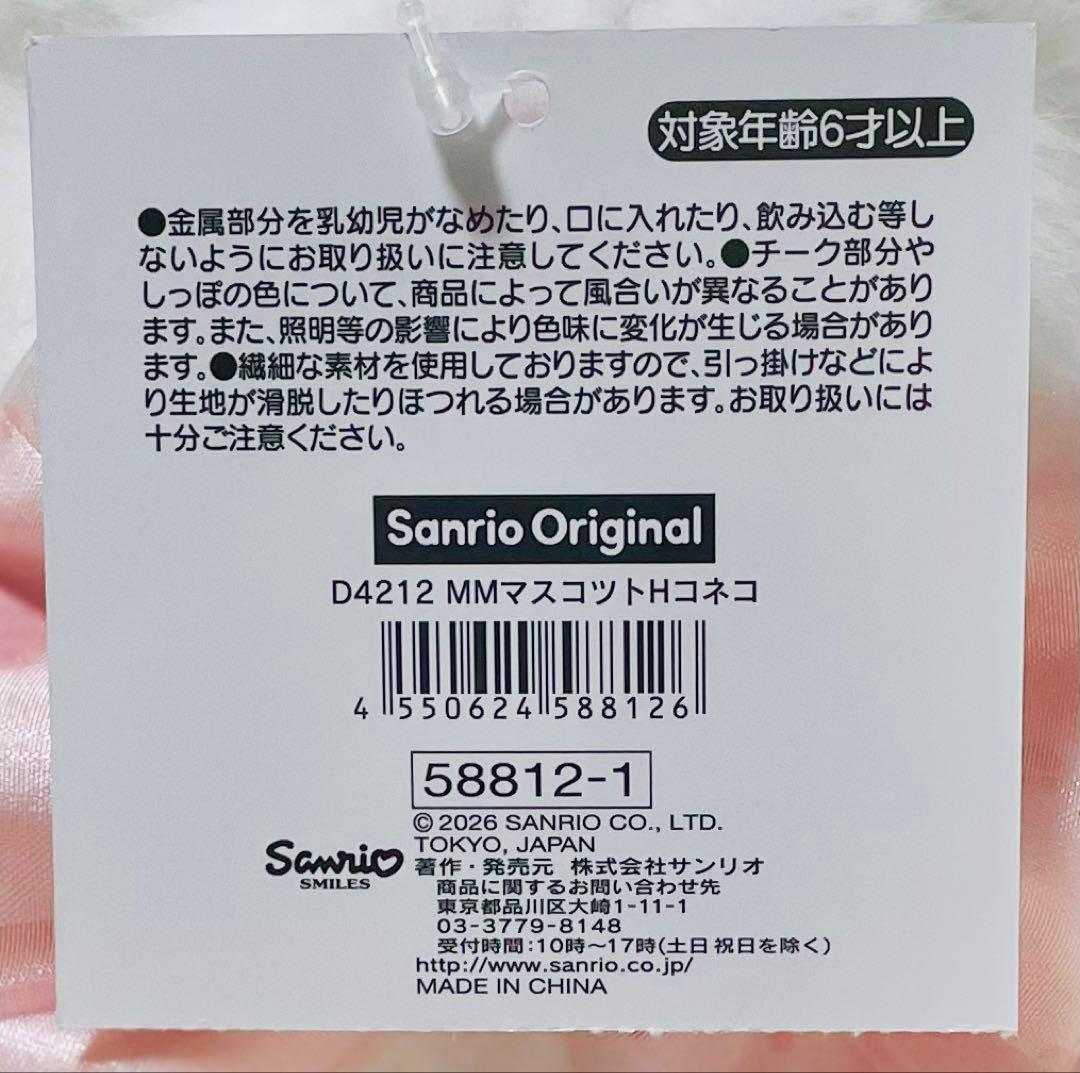 対象年齢6才以上
●金属部分を乳幼児がなめたり、口に入れたり、飲み込む等し
ないようにお取り扱いに注意してください。●チーク部分や
しっぽの色について、商品によって風合いが異なることがあり
ます。また、照明等の影響により色味に変化が生じる場合があり
ます。●繊細な素材を使用しておりますので、引っ掛けなどによ
り生地が滑脱したりほつれる場合があります。お取り扱いには
十分ご注意ください。
Sanrio Original
D4212 MMマスコツトHコネコ
4 550624 588126
58812-1
© 2026 SANRIO CO., LTD.
TOKYO, JAPAN
Sanrio
SMILES
著作・発売元 株式会社サンリオ
商品に関するお問い合わせ先
東京都品川区大崎1-11-1
03-3779-8148
受付時間:10時～17時(土日祝日を除く)
http://www.sanrio.co.jp/
MADE IN CHINA